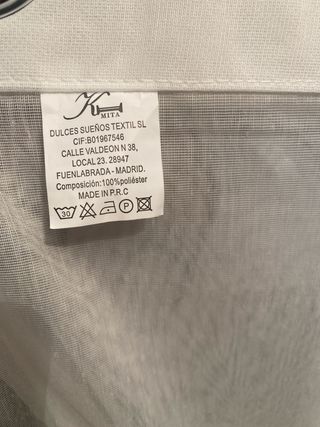 K
MITA
DULCES SUEÑOS TEXTIL SL
CIF:B01967546
CALLE VALDEON N 38,
LOCAL 23. 28947
FUENLABRADA - MADRID.
Composición:100%poliéster
MADE IN P.R.C
30 P